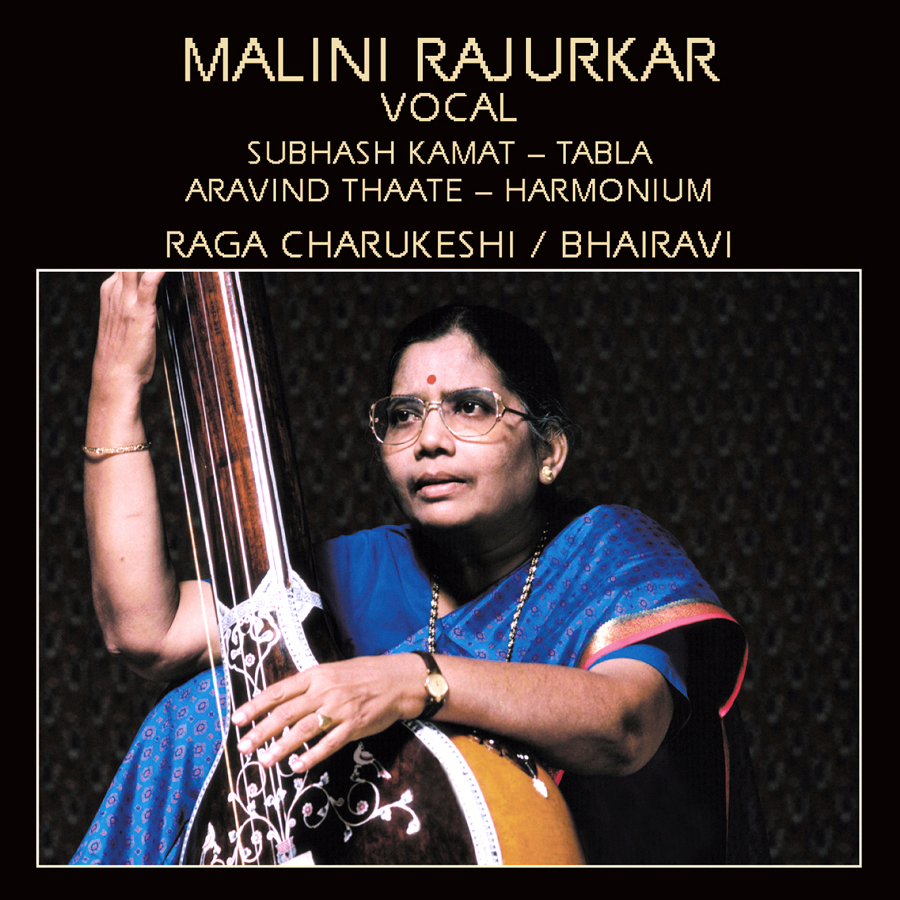 MALINI RAJURKAR
VOCAL
SUBHASH KAMAT – TABLA
ARAVIND THAATE – HARMONIUM
RAGA CHARUKESHI / BHAIRAVI